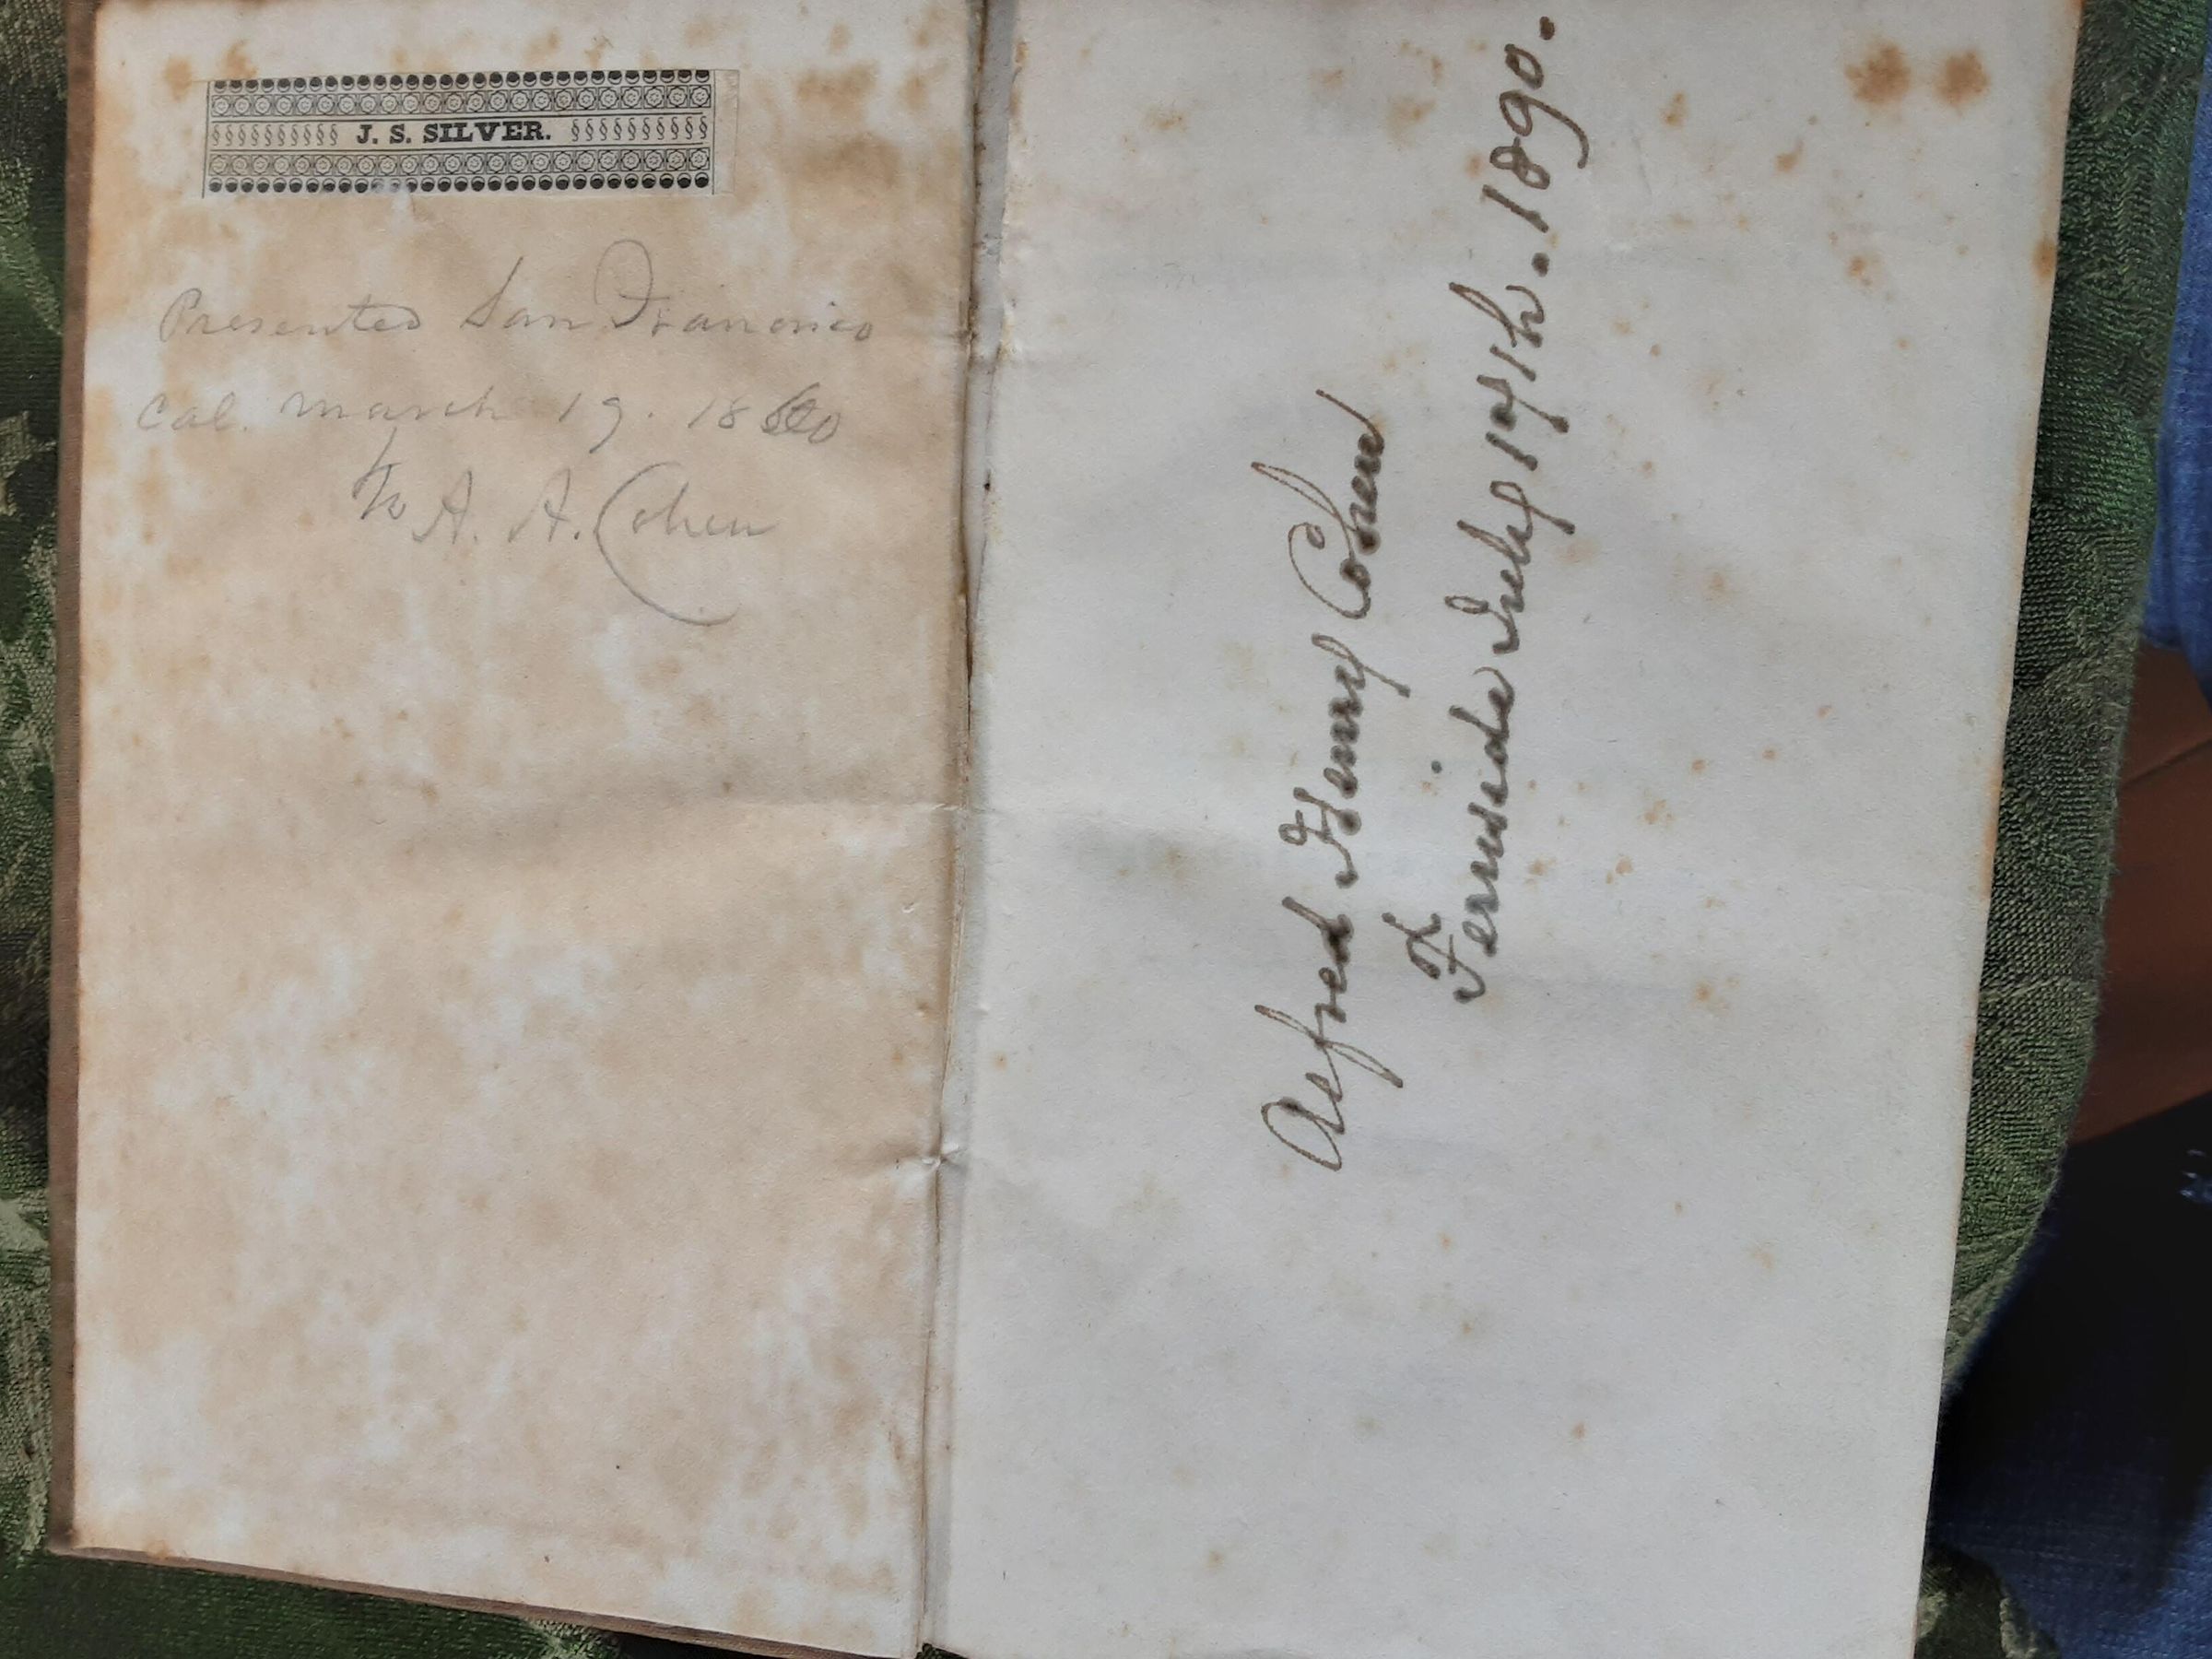 J. S. SILVER.
Presented San Francisco
Cal. March 19. 1860
To A. A. Cohen
Alfred Henry Cohen
Fernside July 17th. 1890.